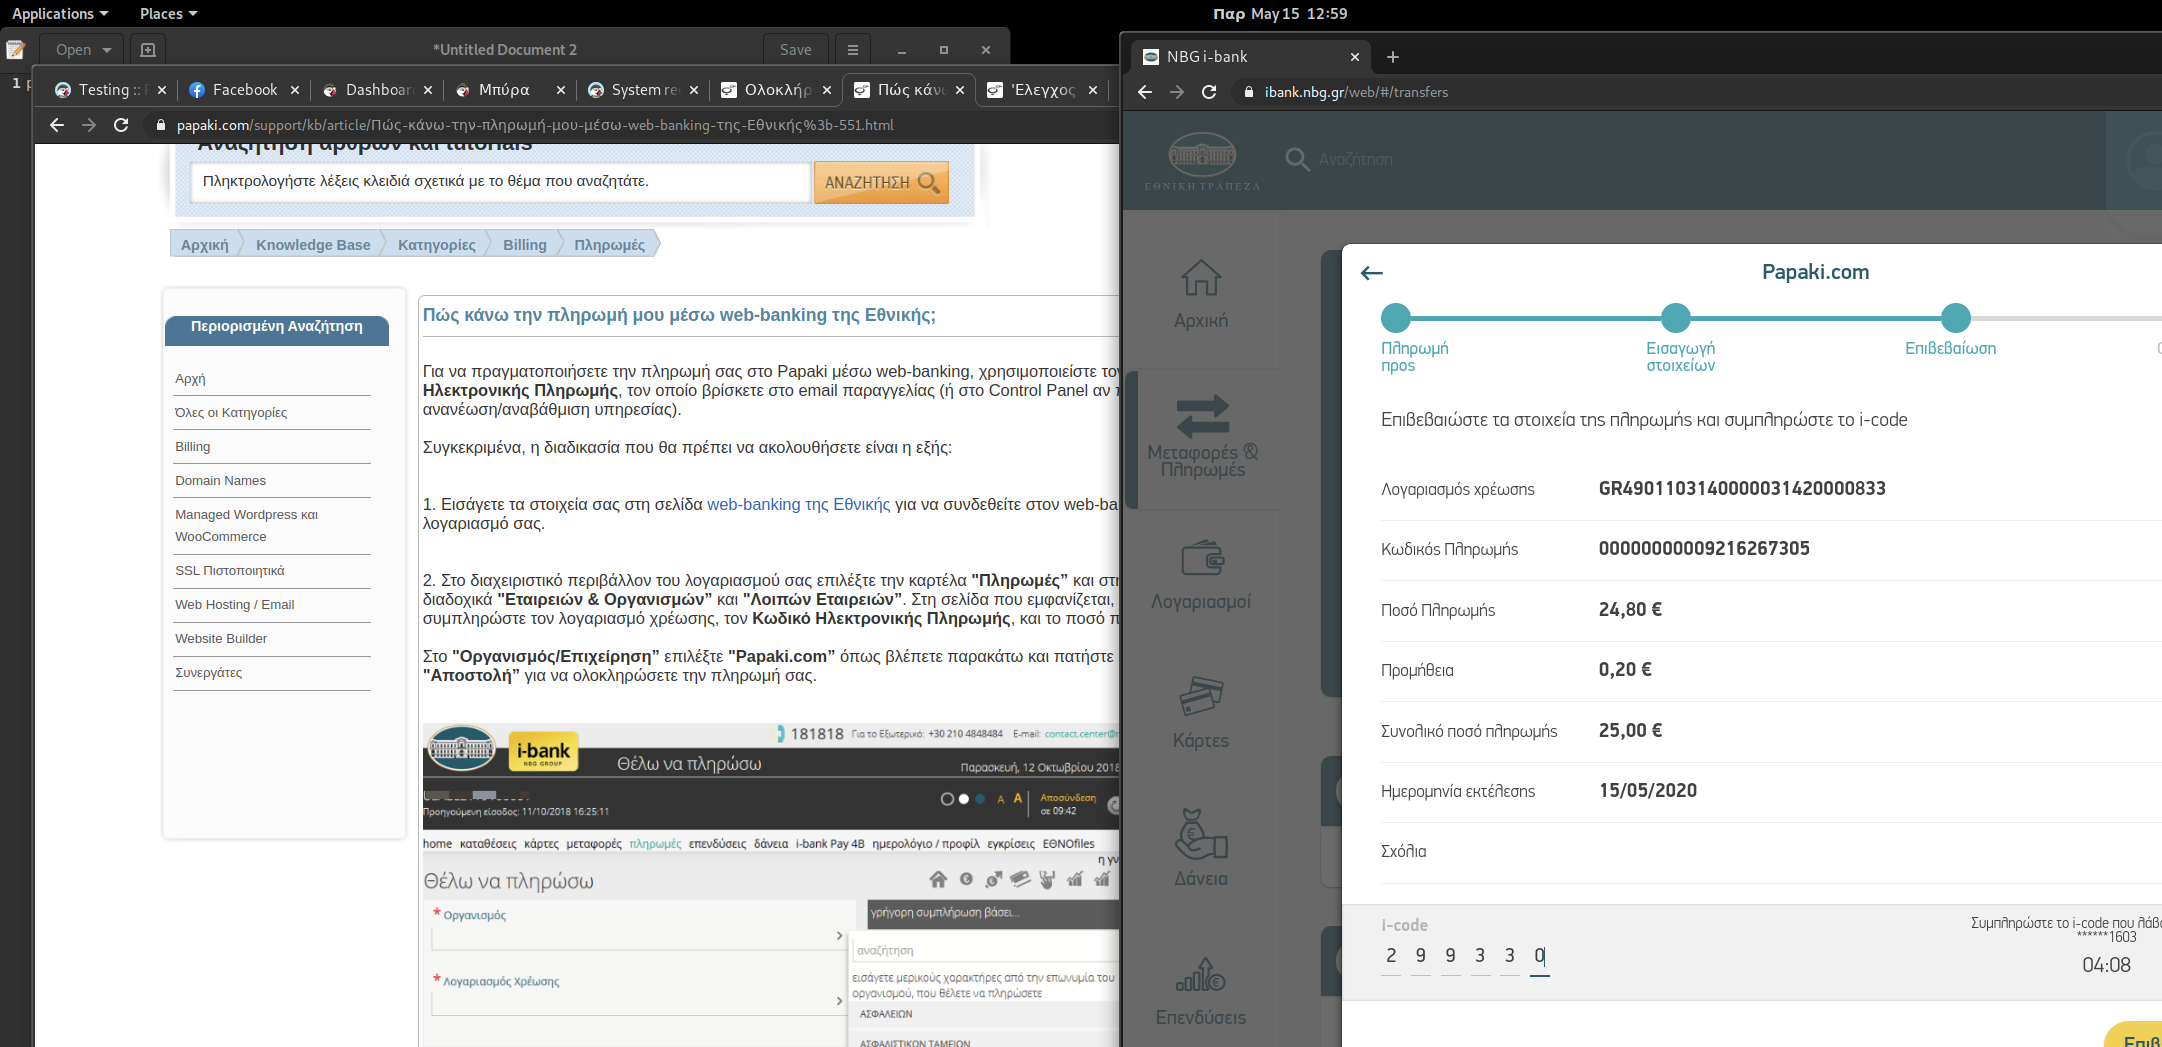 Applications
Places
Παρ May 15 12:59
Open
*Untitled Document 2
Save
1
Testing ::
Facebook
Dashboar
Μπύρα
System re
Ολοκλήρ
Πώς κάν
'Ελεγχος
papaki.com/support/kb/article/Πώς-κάνω-την-πληρωμή-μου-μέσω-web-banking-της-Εθνικής%3b-551.html
Αναζήτηση άρθρων και tutorials
Πληκτρολογήστε λέξεις κλειδιά σχετικά με το θέμα που αναζητάτε.
ΑΝΑΖΗΤΗΣΗ
Αρχική
Knowledge Base
Κατηγορίες
Billing
Πληρωμές
Περιορισμένη Αναζήτηση
Αρχή
Όλες οι Κατηγορίες
Billing
Domain Names
Managed Wordpress και
WooCommerce
SSL Πιστοποιητικά
Web Hosting / Email
Website Builder
Συνεργάτες
Πώς κάνω την πληρωμή μου μέσω web-banking της Εθνικής;
Για να πραγματοποιήσετε την πληρωμή σας στο Papaki μέσω web-banking, χρησιμοποιείστε τον
Ηλεκτρονικής Πληρωμής, τον οποίο βρίσκετε στο email παραγγελίας (ή στο Control Panel αν
ανανέωση/αναβάθμιση υπηρεσίας).
Συγκεκριμένα, η διαδικασία που θα πρέπει να ακολουθήσετε είναι η εξής:
1. Εισάγετε τα στοιχεία σας στη σελίδα web-banking της Εθνικής για να συνδεθείτε στον web-ba
λογαριασμό σας.
2. Στο διαχειριστικό περιβάλλον του λογαριασμού σας επιλέξτε την καρτέλα "Πληρωμές” και στη
διαδοχικά "Εταιρειών & Οργανισμών” και "Λοιπών Εταιρειών”. Στη σελίδα που εμφανίζεται,
συμπληρώστε τον λογαριασμό χρέωσης, τον Κωδικό Ηλεκτρονικής Πληρωμής, και το ποσό π
Στο "Οργανισμός/Επιχείρηση” επιλέξτε "Papaki.com” όπως βλέπετε παρακάτω και πατήστε
"Αποστολή” για να ολοκληρώσετε την πληρωμή σας.
i-bank
NBG GROUP
181818 Για το Εξωτερικό: +30 210 4848484 E-mail: contact.center@n
Θέλω να πληρώσω
Παρασκευή, 12 Οκτωβρίου 2018
Προηγούμενη είσοδος: 11/10/2018 16:25:11
A A
Αποσύνδεση
σε 09:42
home καταθέσεις κάρτες μεταφορές πληρωμές επενδύσεις δάνεια i-bank Pay 4B ημερολόγιο / προφίλ εγκρίσεις ΕΘΝΟfiles
η γν
Θέλω να πληρώσω
* Οργανισμός
γρήγορη συμπλήρωση βάσει...
αναζήτηση
* Λογαριασμός Χρέωσης
εισάγετε μερικούς χαρακτήρες από την επωνυμία του
οργανισμού, που θέλετε να πληρώσετε
ΑΣΦΑΛΕΙΩΝ
ΑΣΦΑΛΙΣΤΙΚΩΝ ΤΑΜΕΙΩΝ
NBG i-bank
ibank.nbg.gr/web/#/transfers
ΕΘΝΙΚΗ ΤΡΑΠΕΖΑ
Αναζήτηση
Αρχική
Μεταφορές &
Πληρωμές
Λογαριασμοί
Κάρτες
Δάνεια
Επενδύσεις
Papaki.com
Πληρωμή
προς
Εισαγωγή
στοιχείων
Επιβεβαίωση
Επιβεβαιώστε τα στοιχεία της πληρωμής και συμπληρώστε το i-code
Λογαριασμός χρέωσης GR4901103140000031420000833
Κωδικός Πληρωμής 00000000009216267305
Ποσό Πληρωμής 24,80 €
Προμήθεια 0,20 €
Συνολικό ποσό πληρωμής 25,00 €
Ημερομηνία εκτέλεσης 15/05/2020
Σχόλια
i-code
2 9 9 3 3 0
Συμπληρώστε το i-code που λάβα
******1603
04:08
Επιβ